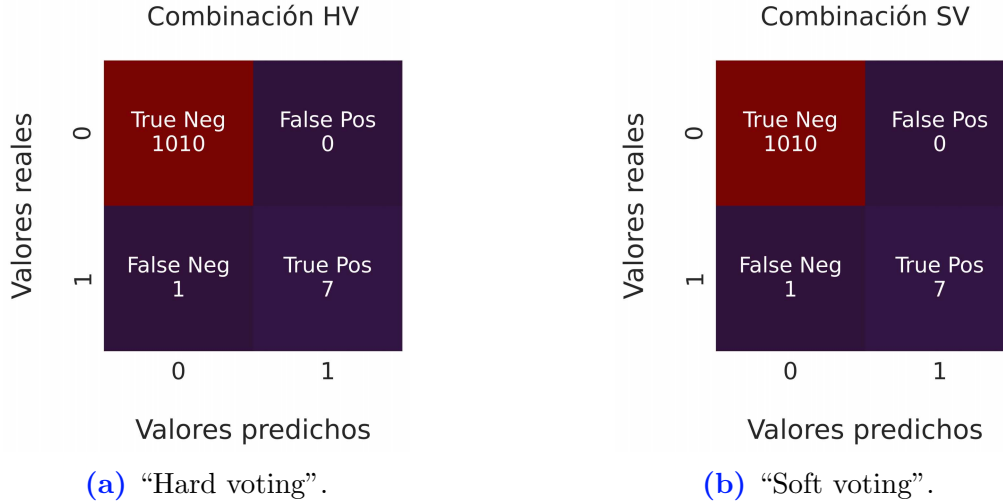 Combinación HV
Valores reales
0
1
True Neg
1010
False Pos
0
False Neg
1
True Pos
7
0
1
Valores predichos
(a) “Hard voting”.
Combinación SV
Valores reales
0
1
True Neg
1010
False Pos
0
False Neg
1
True Pos
7
0
1
Valores predichos
(b) “Soft voting”.